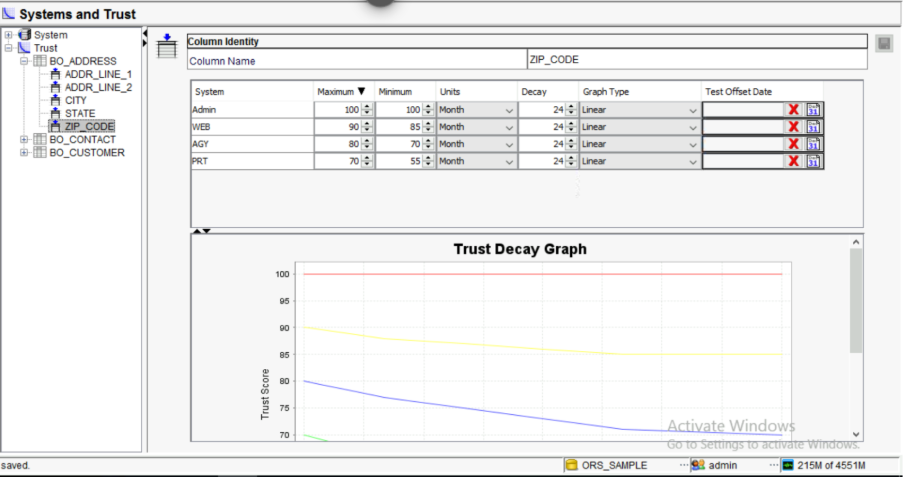 Systems and Trust
System
Trust
BO_ADDRESS
ADDR_LINE_1
ADDR_LINE_2
CITY
STATE
ZIP_CODE
BO_CONTACT
BO_CUSTOMER
Column Identity
Column Name ZIP_CODE
System Maximum ▼ Minimum Units Decay Graph Type Test Offset Date
Admin 100 100 Month 24 Linear 31
WEB 90 85 Month 24 Linear 31
AGY 80 70 Month 24 Linear 31
PRT 70 55 Month 24 Linear 31
Trust Decay Graph
100
95
90
85
80
75
70
Trust Score
Activate Windows
Go to Settings to activate Windows.
saved. ORS_SAMPLE ... admin ... 215M of 4551M